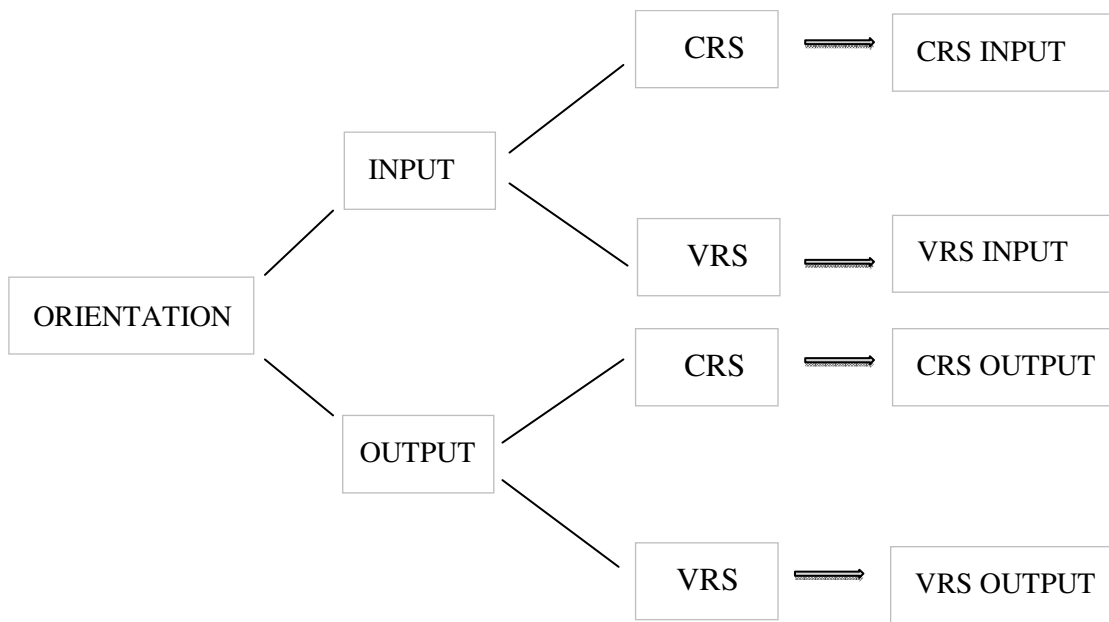 CRS
CRS INPUT
INPUT
VRS
VRS INPUT
ORIENTATION
CRS
CRS OUTPUT
OUTPUT
VRS
VRS OUTPUT